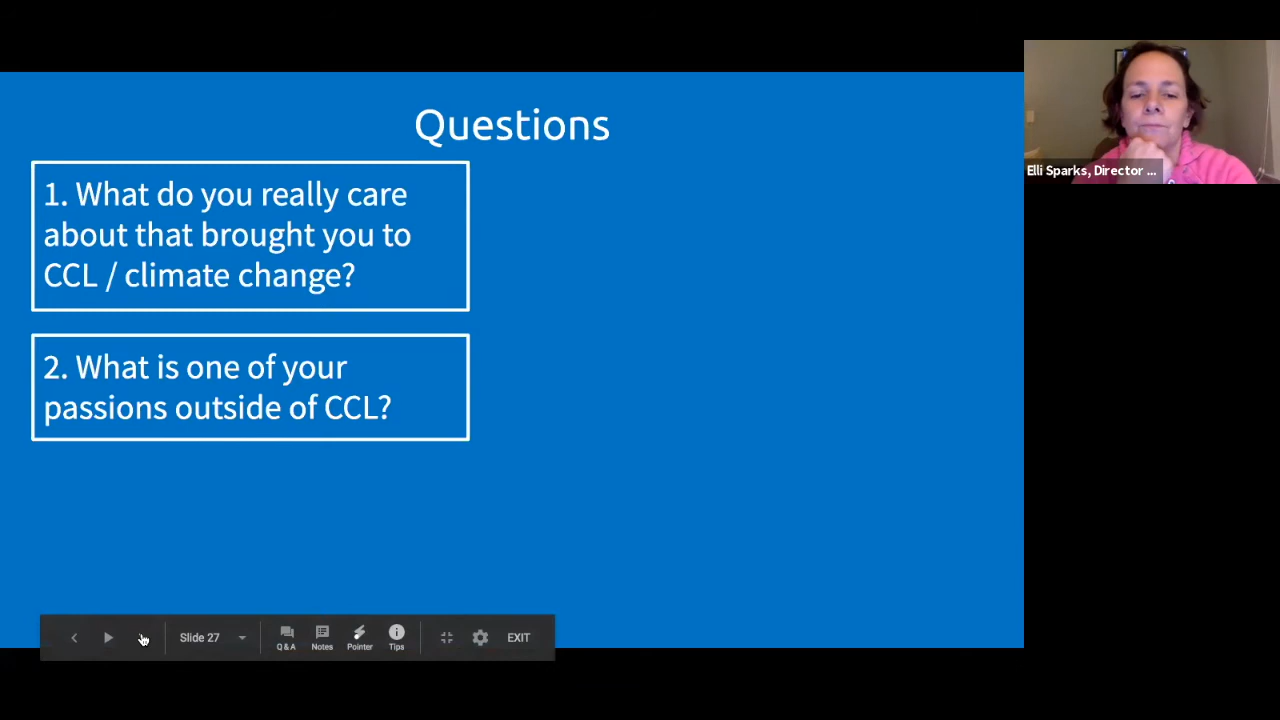 Questions
1. What do you really care
about that brought you to
CCL / climate change?
2. What is one of your
passions outside of CCL?
Elli Sparks, Director ...
Slide 27
Q&A
Notes
Pointer
Tips
EXIT